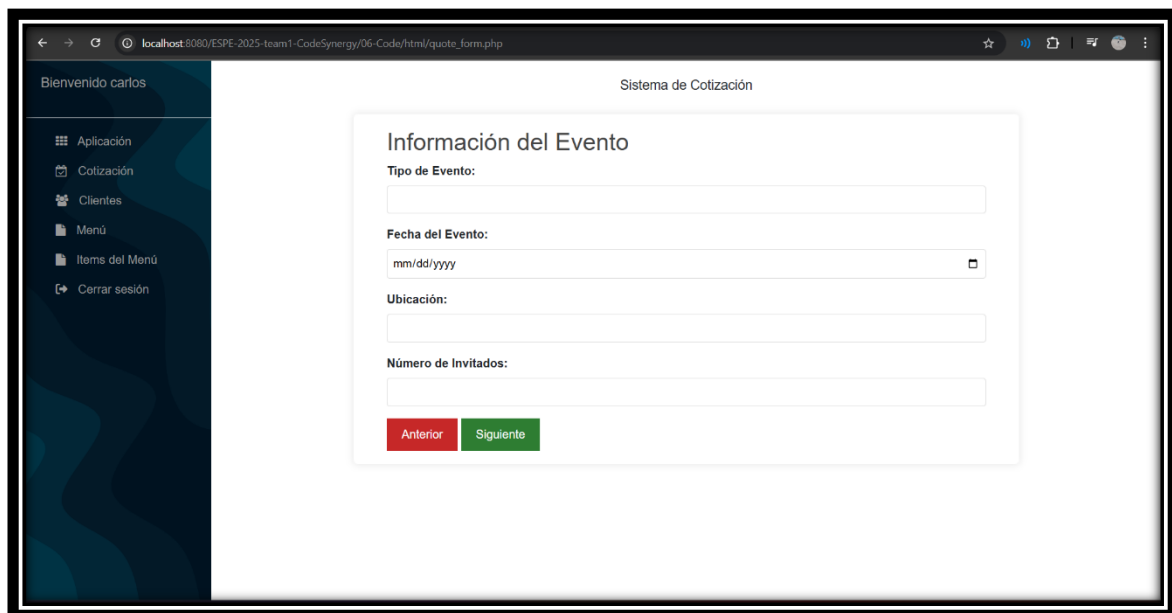 localhost:8080/ESPE-2025-team1-CodeSynergy/06-Code/html/quote_form.php
Bienvenido carlos
Aplicación
Cotización
Clientes
Menú
Items del Menú
Cerrar sesión
Sistema de Cotización
Información del Evento
Tipo de Evento:
Fecha del Evento:
mm/dd/yyyy
Ubicación:
Número de Invitados:
Anterior Siguiente